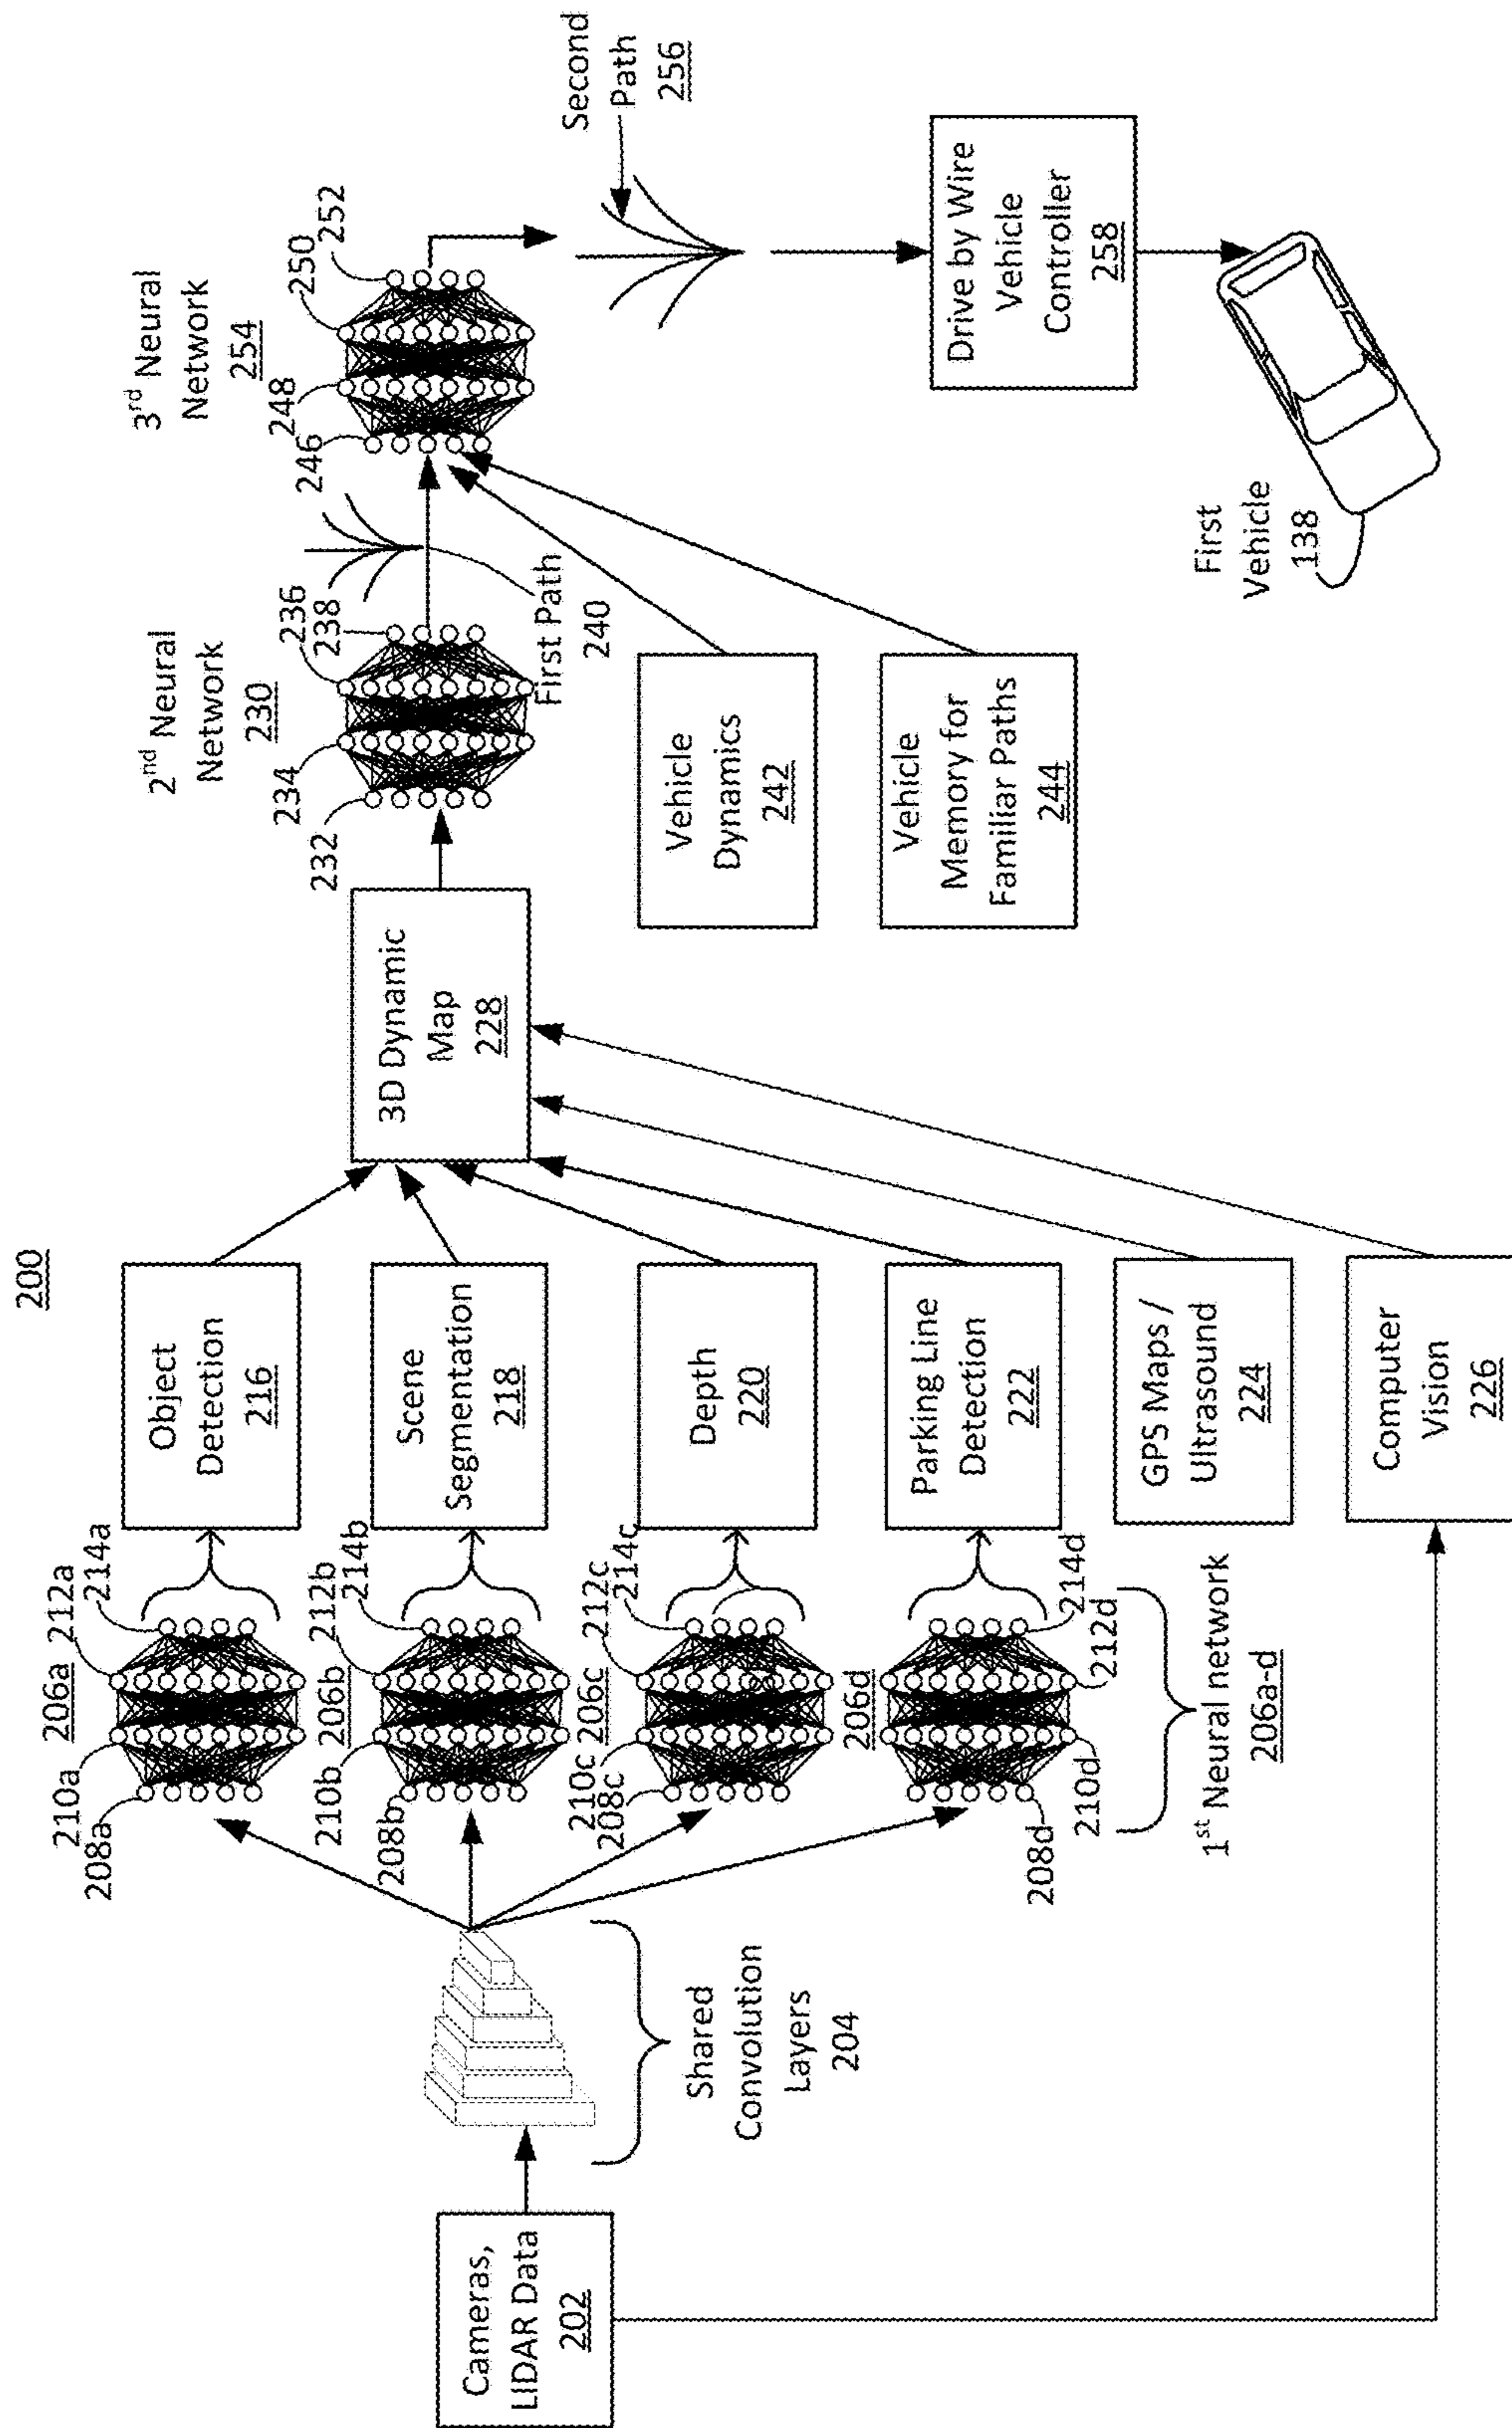 200
Cameras,
LIDAR Data
202
Shared
Convolution
Layers
204
206a
208a
210a
212a
214a
206b
208b
210b
212b
214b
206c
208c
210c
212c
214c
206d
208d
210d
212d
214d
1st Neural network
206a-d
Object
Detection
216
Scene
Segmentation
218
Depth
220
Parking Line
Detection
222
GPS Maps /
Ultrasound
224
Computer
Vision
226
3D Dynamic
Map
228
2nd Neural
Network
230
232
234
236
238
First Path
240
Vehicle
Dynamics
242
Vehicle
Memory for
Familiar Paths
244
3rd Neural
Network
254
246
248
250
252
Second
Path
256
Drive by Wire
Vehicle
Controller
258
First
Vehicle
138